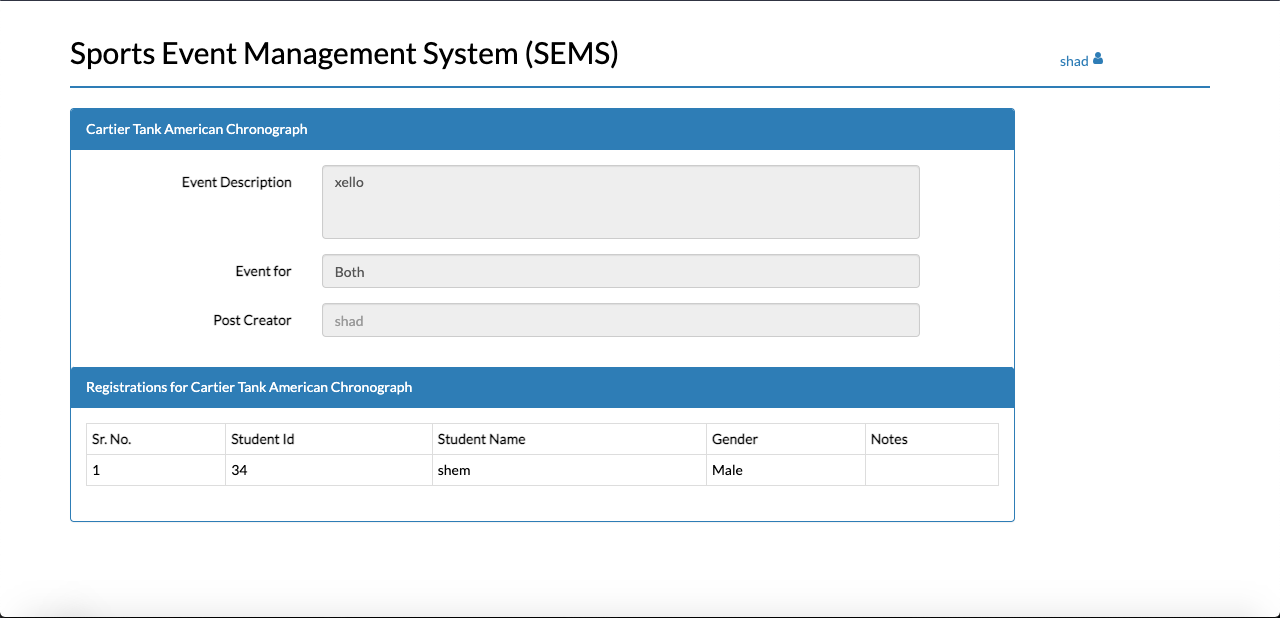 Sports Event Management System (SEMS)
shad
Cartier Tank American Chronograph
Event Description
xello
Event for
Both
Post Creator
shad
Registrations for Cartier Tank American Chronograph
Sr. No. Student Id Student Name Gender Notes
1 34 shem Male